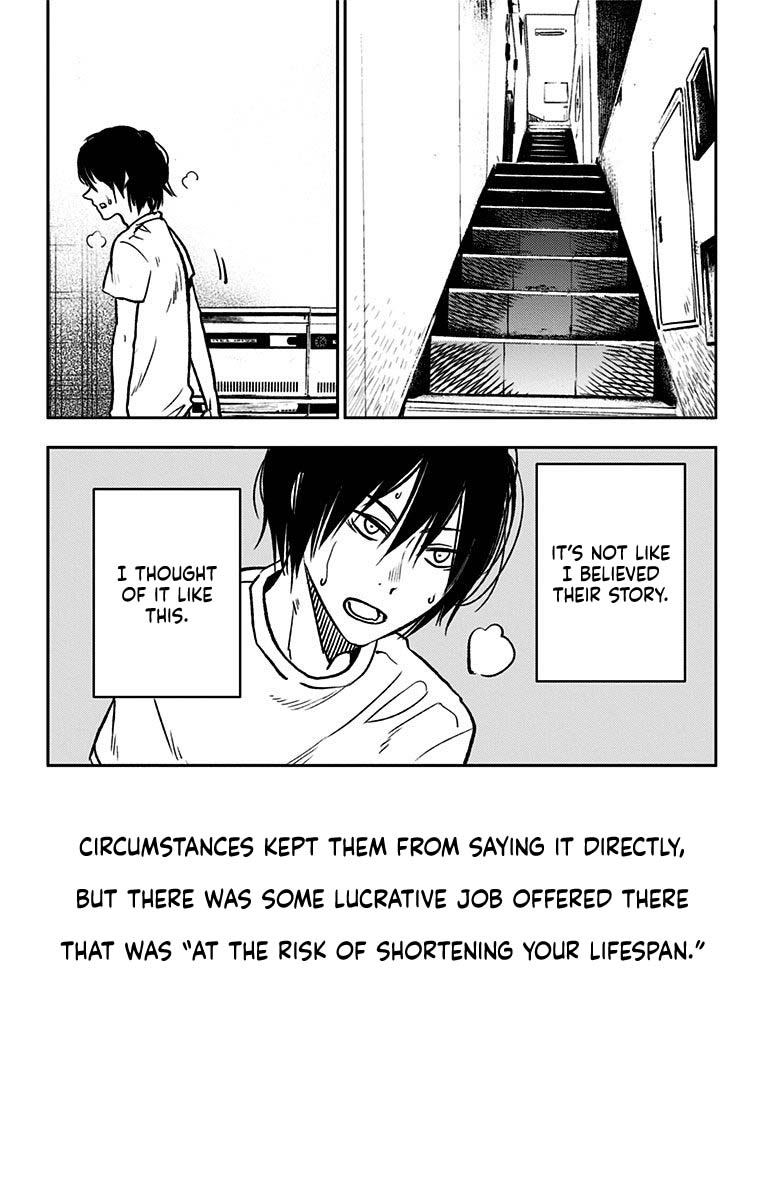 IT'S NOT LIKE
I BELIEVED
THEIR STORY.
I THOUGHT
OF IT LIKE
THIS.
CIRCUMSTANCES KEPT THEM FROM SAYING IT DIRECTLY,
BUT THERE WAS SOME LUCRATIVE JOB OFFERED THERE
THAT WAS “AT THE RISK OF SHORTENING YOUR LIFESPAN.”